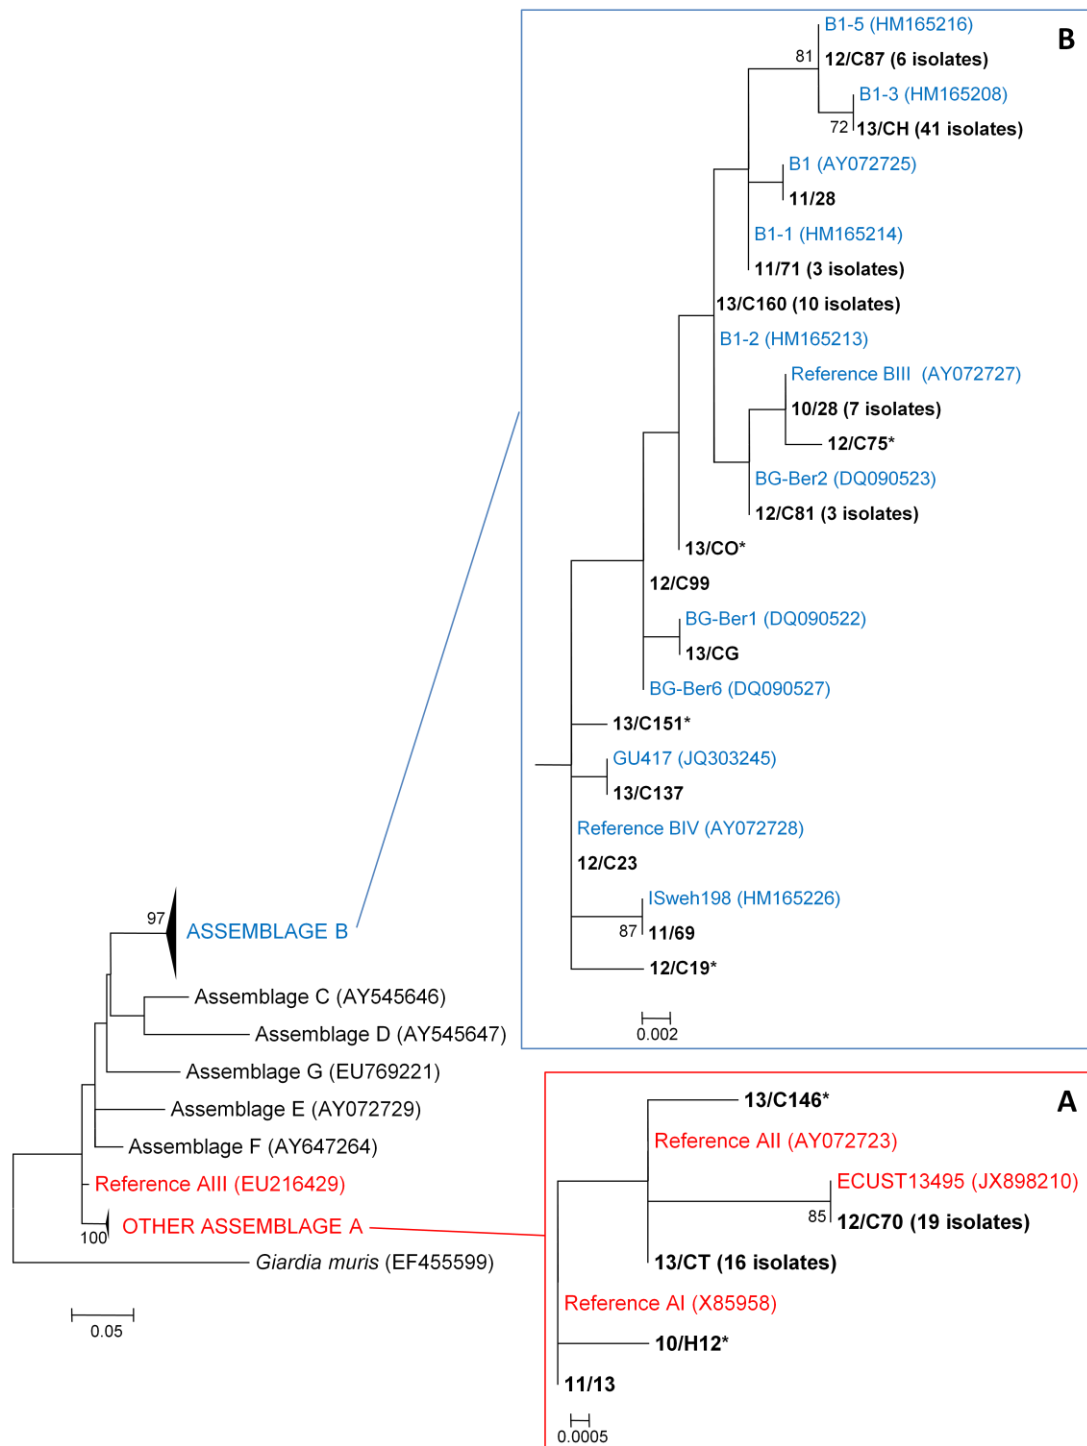 B
B1-5 (HM165216)
81
12/C87 (6 isolates)
B1-3 (HM165208)
72
13/CH (41 isolates)
B1 (AY072725)
11/28
B1-1 (HM165214)
11/71 (3 isolates)
13/C160 (10 isolates)
B1-2 (HM165213)
Reference BIII (AY072727)
10/28 (7 isolates)
12/C75*
BG-Ber2 (DQ090523)
12/C81 (3 isolates)
13/CO*
12/C99
BG-Ber1 (DQ090522)
13/CG
BG-Ber6 (DQ090527)
13/C151*
GU417 (JQ303245)
13/C137
Reference BIV (AY072728)
12/C23
ISweh198 (HM165226)
87
11/69
12/C19*
0.002
97
ASSEMBLAGE B
Assemblage C (AY545646)
Assemblage D (AY545647)
Assemblage G (EU769221)
Assemblage E (AY072729)
Assemblage F (AY647264)
Reference AIII (EU216429)
100
OTHER ASSEMBLAGE A
Giardia muris (EF455599)
0.05
A
13/C146*
Reference AII (AY072723)
ECUST13495 (JX898210)
85
12/C70 (19 isolates)
13/CT (16 isolates)
Reference AI (X85958)
10/H12*
11/13
0.0005